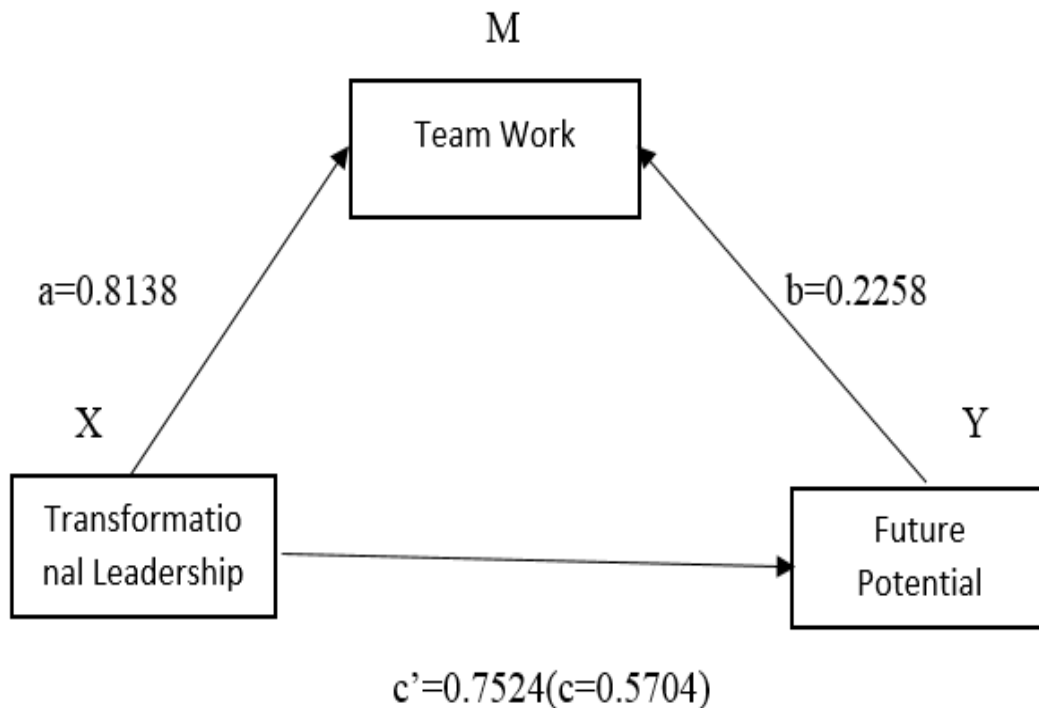 M
Team Work
a=0.8138
b=0.2258
X
Y
Transformatio
nal Leadership
Future
Potential
c’=0.7524(c=0.5704)